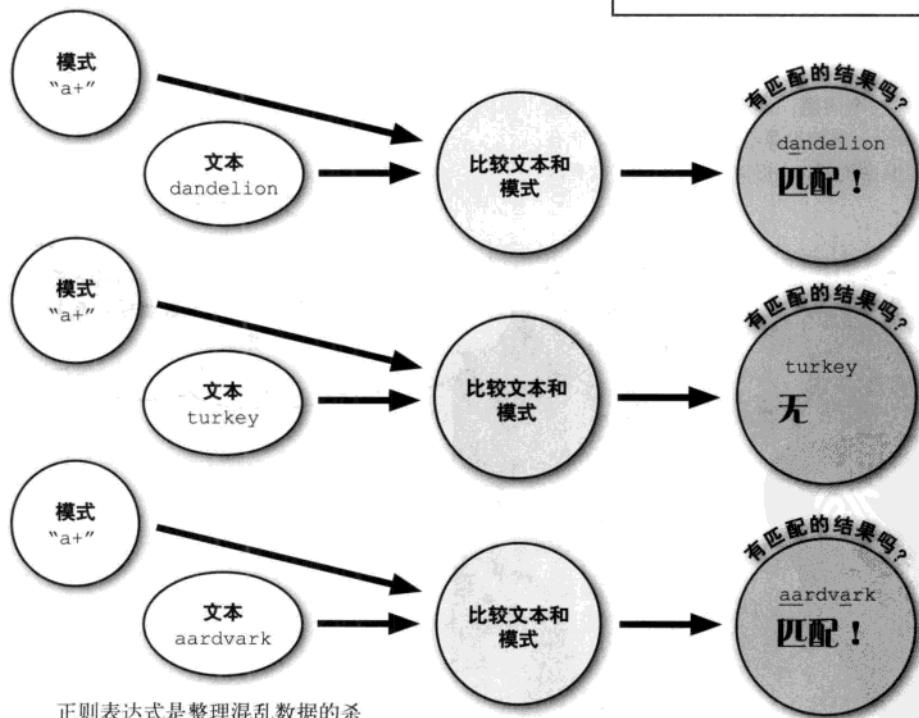 模式
“a+”
文本
dandelion
比较文本和
模式
有匹配的结果吗?
dandelion
匹配!
模式
“a+”
文本
turkey
比较文本和
模式
有匹配的结果吗?
turkey
无
模式
“a+”
文本
aardvark
比较文本和
模式
有匹配的结果吗?
aardvark
匹配!
正则表达式是整理混乱数据的杀